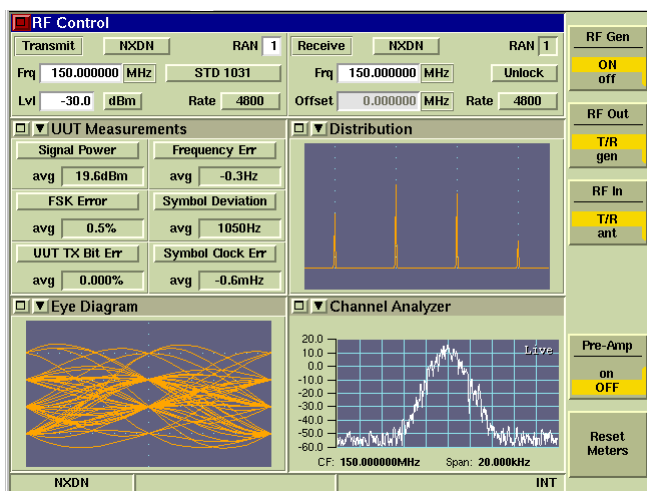 RF Control
Transmit NXDN RAN 1
Frq 150.000000 MHz STD 1031
Lvl -30.0 dBm Rate 4800
Receive NXDN RAN 1
Frq 150.000000 MHz Unlock
Offset 0.000000 MHz Rate 4800
UUT Measurements
Signal Power Frequency Err
avg 19.6dBm avg -0.3Hz
FSK Error Symbol Deviation
avg 0.5% avg 1050Hz
UUT TX Bit Err Symbol Clock Err
avg 0.000% avg -0.6mHz
Distribution
Eye Diagram
Channel Analyzer
Live
20.0
10.0
0.0
-10.0
-20.0
-30.0
-40.0
-50.0
-60.0
CF: 150.000000MHz Span: 20.000kHz
NXDN INT
RF Gen
ON
off
RF Out
T/R
gen
RF In
T/R
ant
Pre-Amp
on
OFF
Reset
Meters